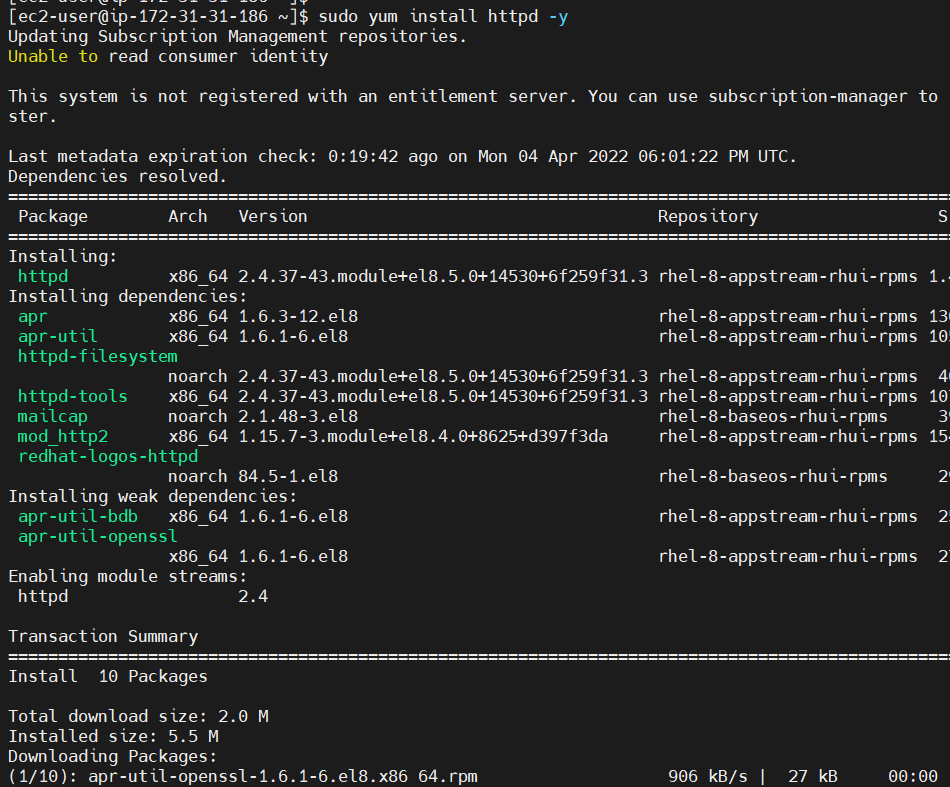 [ec2-user@ip-172-31-31-186 ~]$
[ec2-user@ip-172-31-31-186 ~]$ sudo yum install httpd -y
Updating Subscription Management repositories.
Unable to read consumer identity
This system is not registered with an entitlement server. You can use subscription-manager to
ster.
Last metadata expiration check: 0:19:42 ago on Mon 04 Apr 2022 06:01:22 PM UTC.
Dependencies resolved.
================================================================================
Package Arch Version Repository S
================================================================================
Installing:
httpd x86_64 2.4.37-43.module+el8.5.0+14530+6f259f31.3 rhel-8-appstream-rhui-rpms 1.
Installing dependencies:
apr x86_64 1.6.3-12.el8 rhel-8-appstream-rhui-rpms 13
apr-util x86_64 1.6.1-6.el8 rhel-8-appstream-rhui-rpms 10
httpd-filesystem
noarch 2.4.37-43.module+el8.5.0+14530+6f259f31.3 rhel-8-appstream-rhui-rpms
httpd-tools x86_64 2.4.37-43.module+el8.5.0+14530+6f259f31.3 rhel-8-appstream-rhui-rpms 10
mailcap noarch 2.1.48-3.el8 rhel-8-baseos-rhui-rpms 3
mod_http2 x86_64 1.15.7-3.module+el8.4.0+8625+d397f3da rhel-8-appstream-rhui-rpms 15
redhat-logos-httpd
noarch 84.5-1.el8 rhel-8-baseos-rhui-rpms 2
Installing weak dependencies:
apr-util-bdb x86_64 1.6.1-6.el8 rhel-8-appstream-rhui-rpms 2
apr-util-openssl
x86_64 1.6.1-6.el8 rhel-8-appstream-rhui-rpms 2
Enabling module streams:
httpd 2.4
Transaction Summary
================================================================================
Install 10 Packages
Total download size: 2.0 M
Installed size: 5.5 M
Downloading Packages:
(1/10): apr-util-openssl-1.6.1-6.el8.x86_64.rpm 906 kB/s | 27 kB 00:00